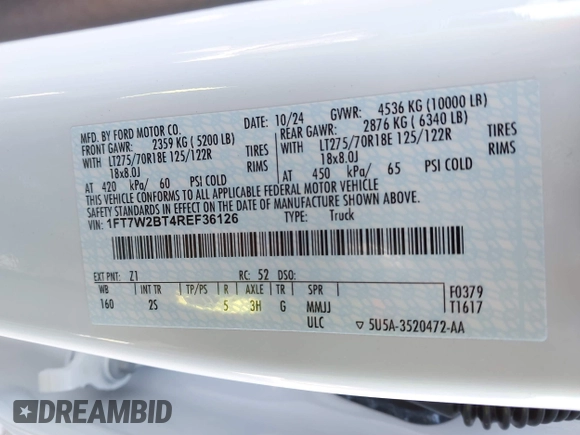 MFD. BY FORD MOTOR CO. DATE: 10/24 GVWR: 4536 KG (10000 LB)
FRONT GAWR: 2359 KG (5200 LB) REAR GAWR: 2876 KG (6340 LB)
WITH LT275/70R18E 125/122R TIRES WITH LT275/70R18E 125/122R TIRES
18x8.0J RIMS 18x8.0J RIMS
AT 420 kPa/ 60 PSI COLD AT 450 kPa/ 65 PSI COLD
THIS VEHICLE CONFORMS TO ALL APPLICABLE FEDERAL MOTOR VEHICLE
SAFETY STANDARDS IN EFFECT ON THE DATE OF MANUFACTURE SHOWN ABOVE.
VIN: 1FT7W2BT4REF36126 TYPE: Truck
EXT PNT: Z1 RC: 52 DSO:
WB INT TR TP/PS R AXLE TR SPR F0379
160 2S 5 3H G MMJJ T1617
ULC ▽ 5U5A-3520472-AA
DREAMBID